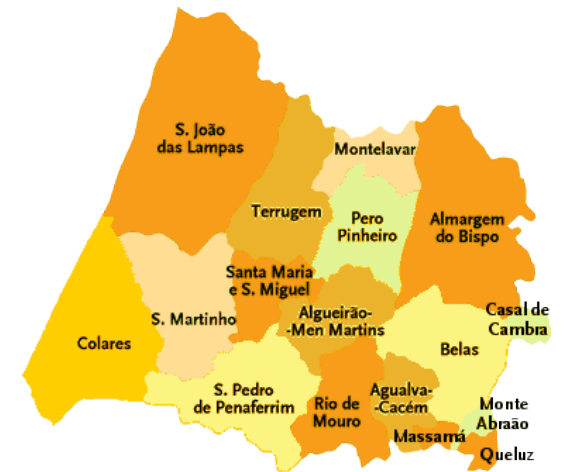 S. João
das Lampas
Montelavar
Terrugem
Pero
Pinheiro
Almargem
do Bispo
Santa Maria
e S. Miguel
S. Martinho
Algueirão-
-Men Martins
Casal de
Cambra
Colares
Belas
S. Pedro
de Penaferrim
Rio de
Mouro
Agualva-
-Cacém
Monte
Abraão
Massamá
Queluz